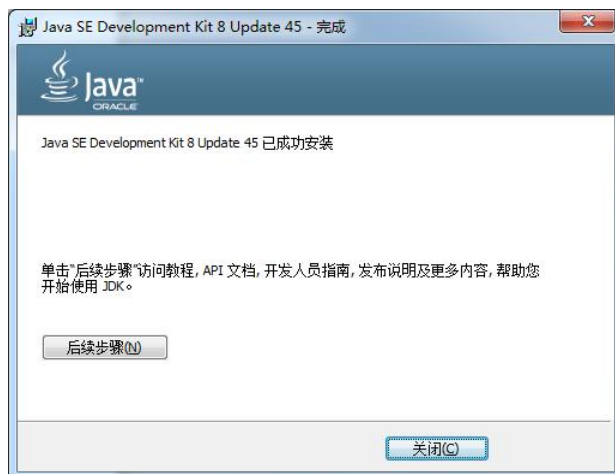 Java SE Development Kit 8 Update 45 - 完成
Java™
ORACLE
Java SE Development Kit 8 Update 45 已成功安装
单击"后续步骤"访问教程, API 文档, 开发人员指南, 发布说明及更多内容, 帮助您
开始使用 JDK。
后续步骤(N)
关闭(C)